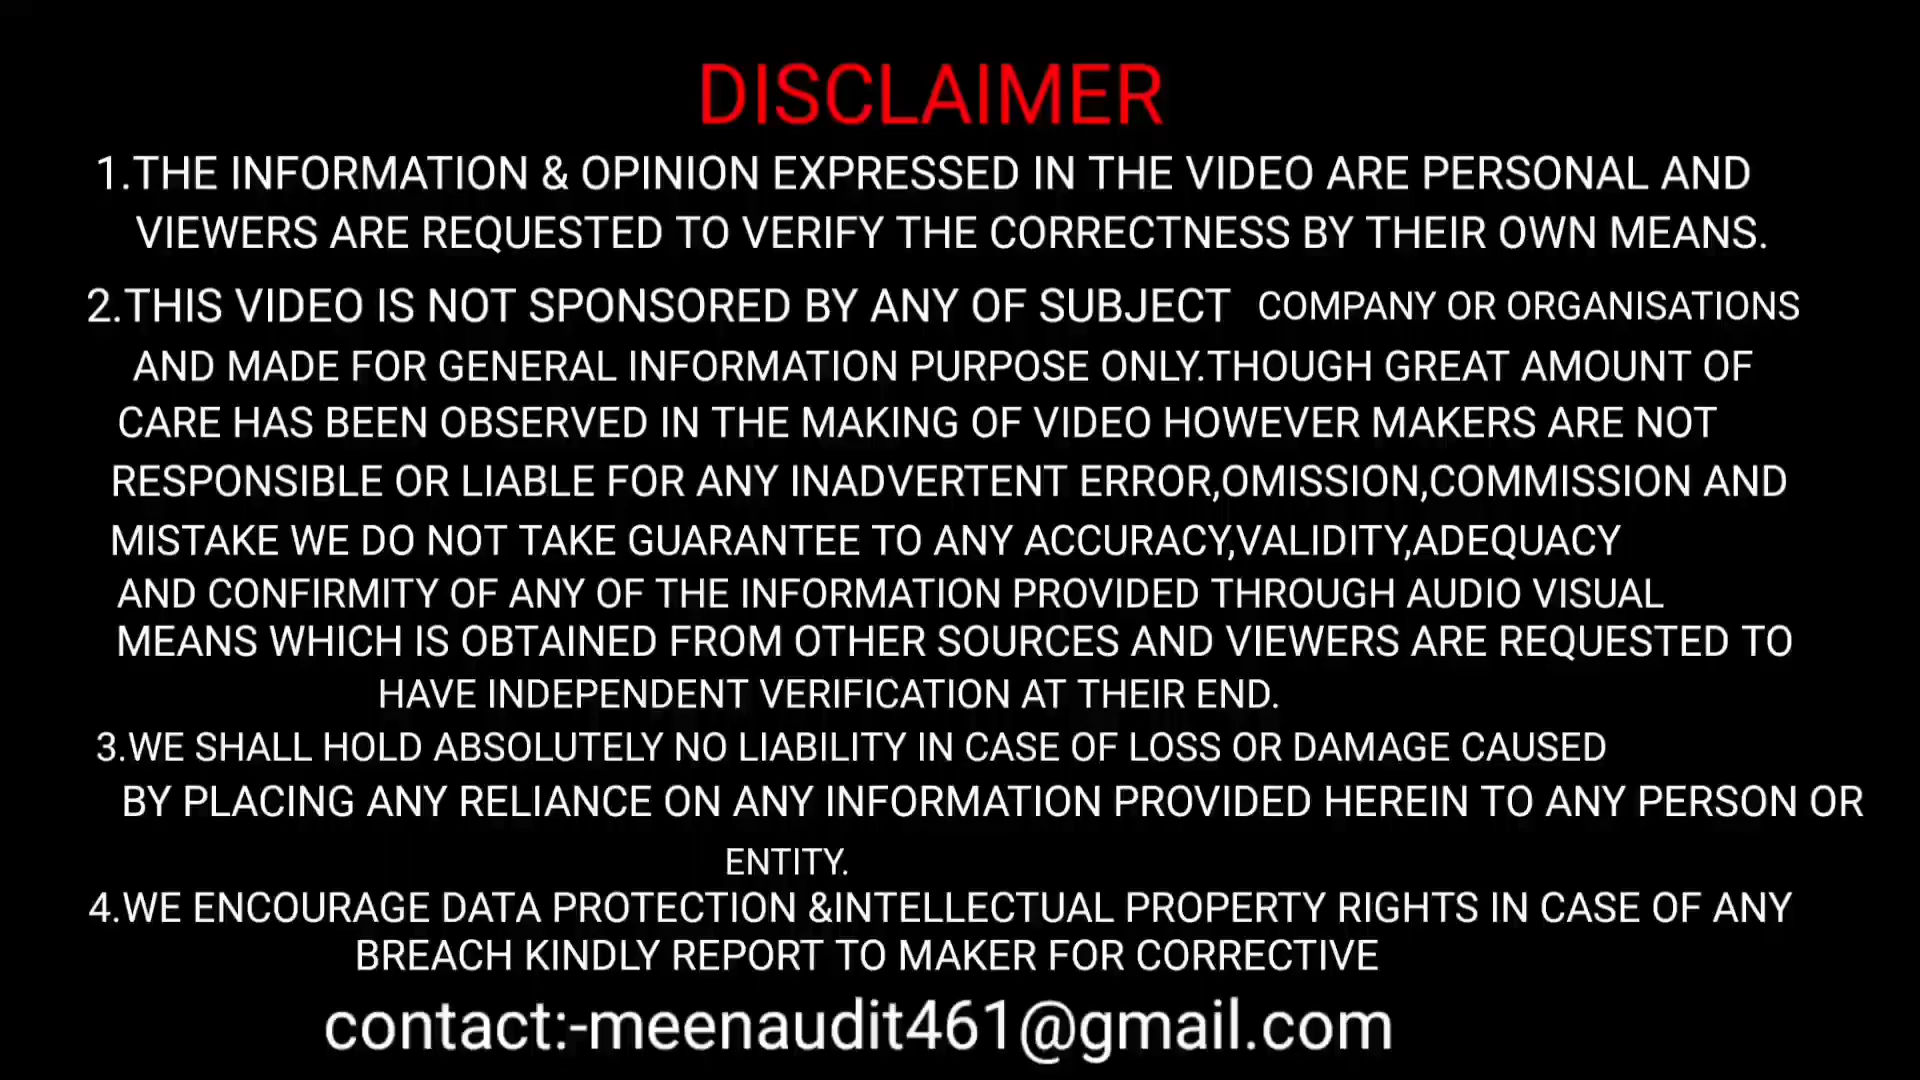 DISCLAIMER
1.THE INFORMATION & OPINION EXPRESSED IN THE VIDEO ARE PERSONAL AND
VIEWERS ARE REQUESTED TO VERIFY THE CORRECTNESS BY THEIR OWN MEANS.
2.THIS VIDEO IS NOT SPONSORED BY ANY OF SUBJECT COMPANY OR ORGANISATIONS
AND MADE FOR GENERAL INFORMATION PURPOSE ONLY.THOUGH GREAT AMOUNT OF
CARE HAS BEEN OBSERVED IN THE MAKING OF VIDEO HOWEVER MAKERS ARE NOT
RESPONSIBLE OR LIABLE FOR ANY INADVERTENT ERROR,OMISSION,COMMISSION AND
MISTAKE WE DO NOT TAKE GUARANTEE TO ANY ACCURACY,VALIDITY,ADEQUACY
AND CONFIRMITY OF ANY OF THE INFORMATION PROVIDED THROUGH AUDIO VISUAL
MEANS WHICH IS OBTAINED FROM OTHER SOURCES AND VIEWERS ARE REQUESTED TO
HAVE INDEPENDENT VERIFICATION AT THEIR END.
3.WE SHALL HOLD ABSOLUTELY NO LIABILITY IN CASE OF LOSS OR DAMAGE CAUSED
BY PLACING ANY RELIANCE ON ANY INFORMATION PROVIDED HEREIN TO ANY PERSON OR
ENTITY.
4.WE ENCOURAGE DATA PROTECTION &INTELLECTUAL PROPERTY RIGHTS IN CASE OF ANY
BREACH KINDLY REPORT TO MAKER FOR CORRECTIVE
contact:-meenaudit461@gmail.com